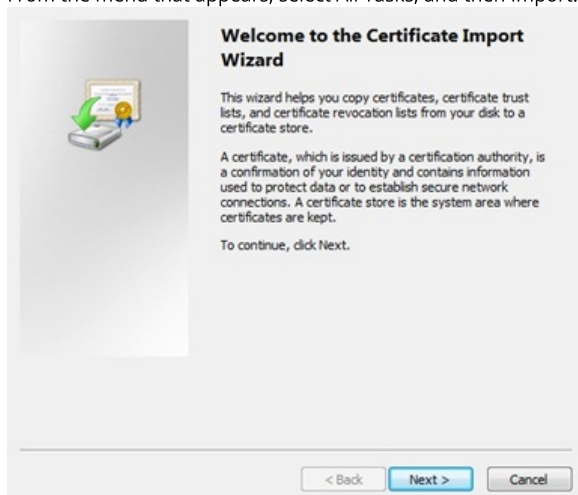 From the menu that appears, select All Tasks, and then Import.
Welcome to the Certificate Import
Wizard
This wizard helps you copy certificates, certificate trust
lists, and certificate revocation lists from your disk to a
certificate store.
A certificate, which is issued by a certification authority, is
a confirmation of your identity and contains information
used to protect data or to establish secure network
connections. A certificate store is the system area where
certificates are kept.
To continue, click Next.
< Back Next > Cancel